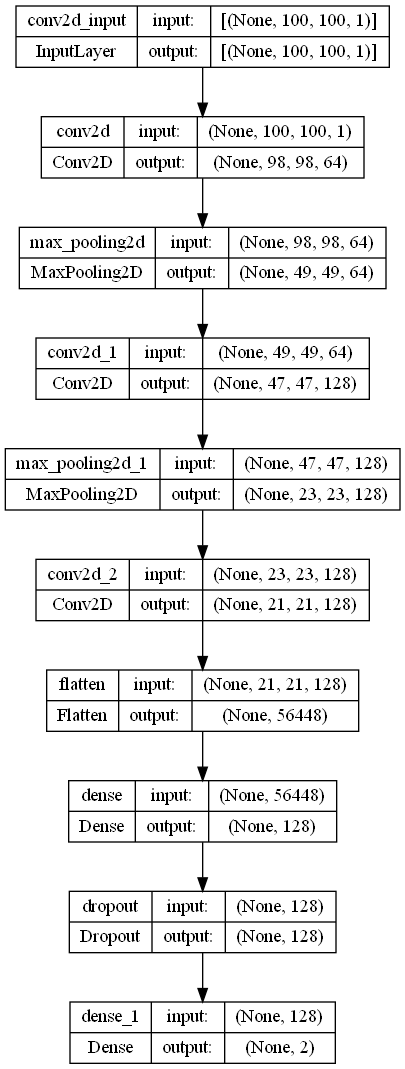 conv2d_input input: [(None, 100, 100, 1)]
InputLayer output: [(None, 100, 100, 1)]
conv2d input: (None, 100, 100, 1)
Conv2D output: (None, 98, 98, 64)
max_pooling2d input: (None, 98, 98, 64)
MaxPooling2D output: (None, 49, 49, 64)
conv2d_1 input: (None, 49, 49, 64)
Conv2D output: (None, 47, 47, 128)
max_pooling2d_1 input: (None, 47, 47, 128)
MaxPooling2D output: (None, 23, 23, 128)
conv2d_2 input: (None, 23, 23, 128)
Conv2D output: (None, 21, 21, 128)
flatten input: (None, 21, 21, 128)
Flatten output: (None, 56448)
dense input: (None, 56448)
Dense output: (None, 128)
dropout input: (None, 128)
Dropout output: (None, 128)
dense_1 input: (None, 128)
Dense output: (None, 2)